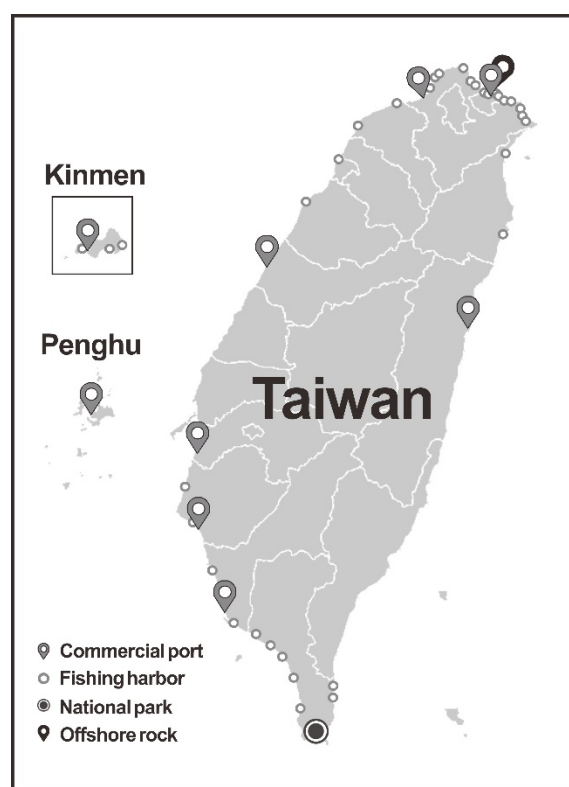 Kinmen
Penghu
Taiwan
Commercial port
Fishing harbor
National park
Offshore rock